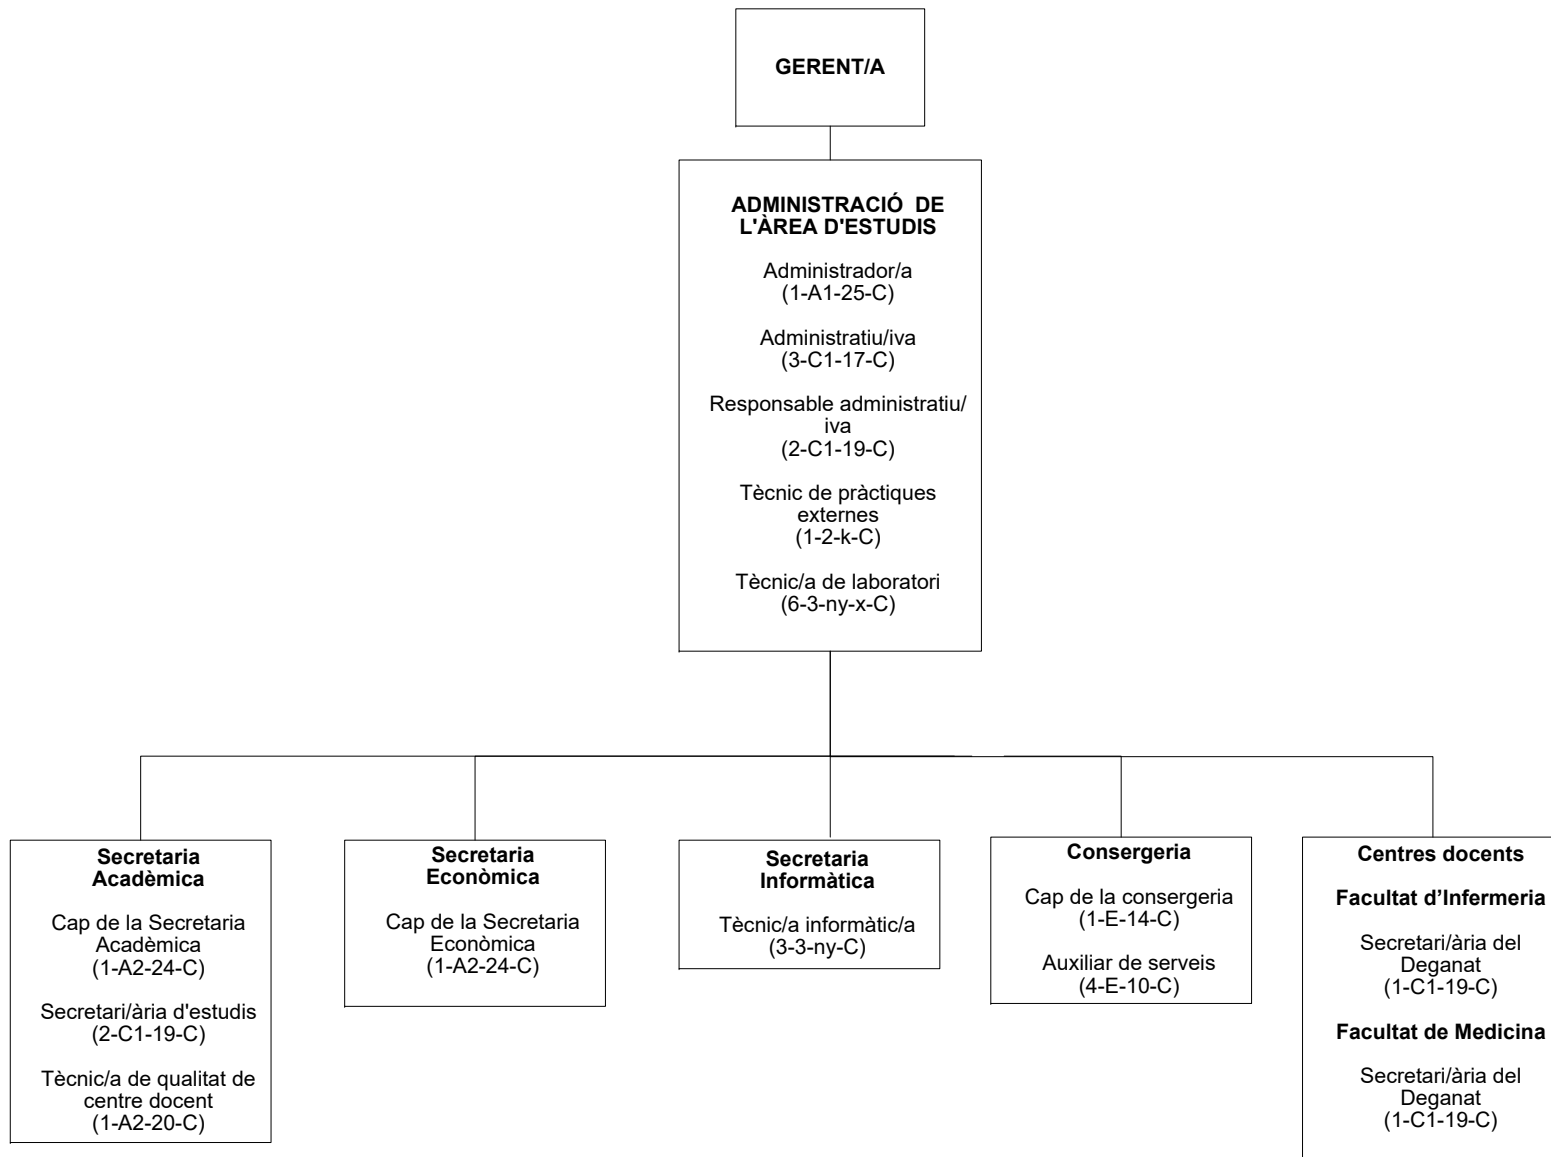 GERENT/A
ADMINISTRACIÓ DE
L'ÀREA D'ESTUDIS
Administrador/a
(1-A1-25-C)
Administratiu/iva
(3-C1-17-C)
Responsable administratiu/
iva
(2-C1-19-C)
Tècnic de pràctiques
externes
(1-2-k-C)
Tècnic/a de laboratori
(6-3-ny-x-C)
Secretaria
Acadèmica
Cap de la Secretaria
Acadèmica
(1-A2-24-C)
Secretari/ària d'estudis
(2-C1-19-C)
Tècnic/a de qualitat de
centre docent
(1-A2-20-C)
Secretaria
Econòmica
Cap de la Secretaria
Econòmica
(1-A2-24-C)
Secretaria
Informàtica
Tècnic/a informàtic/a
(3-3-ny-C)
Consergeria
Cap de la consergeria
(1-E-14-C)
Auxiliar de serveis
(4-E-10-C)
Centres docents
Facultat d’Infermeria
Secretari/ària del
Deganat
(1-C1-19-C)
Facultat de Medicina
Secretari/ària del
Deganat
(1-C1-19-C)